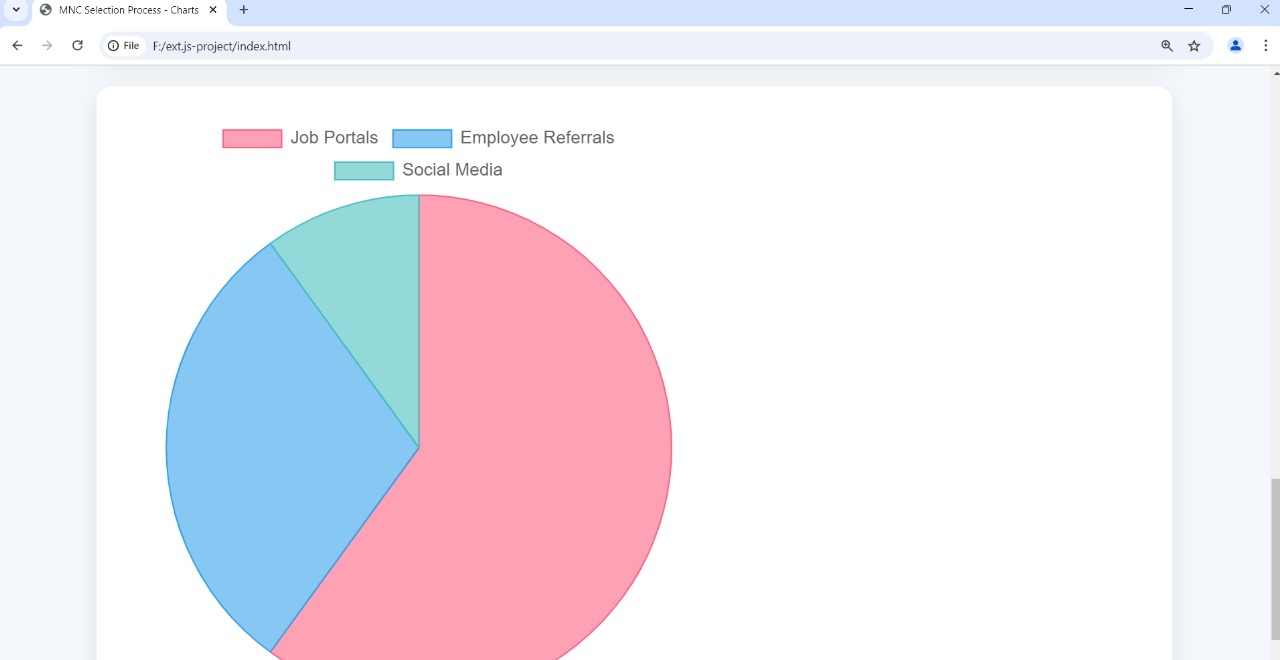 MNC Selection Process - Charts
File F:/ext.js-project/index.html
Job Portals Employee Referrals
Social Media